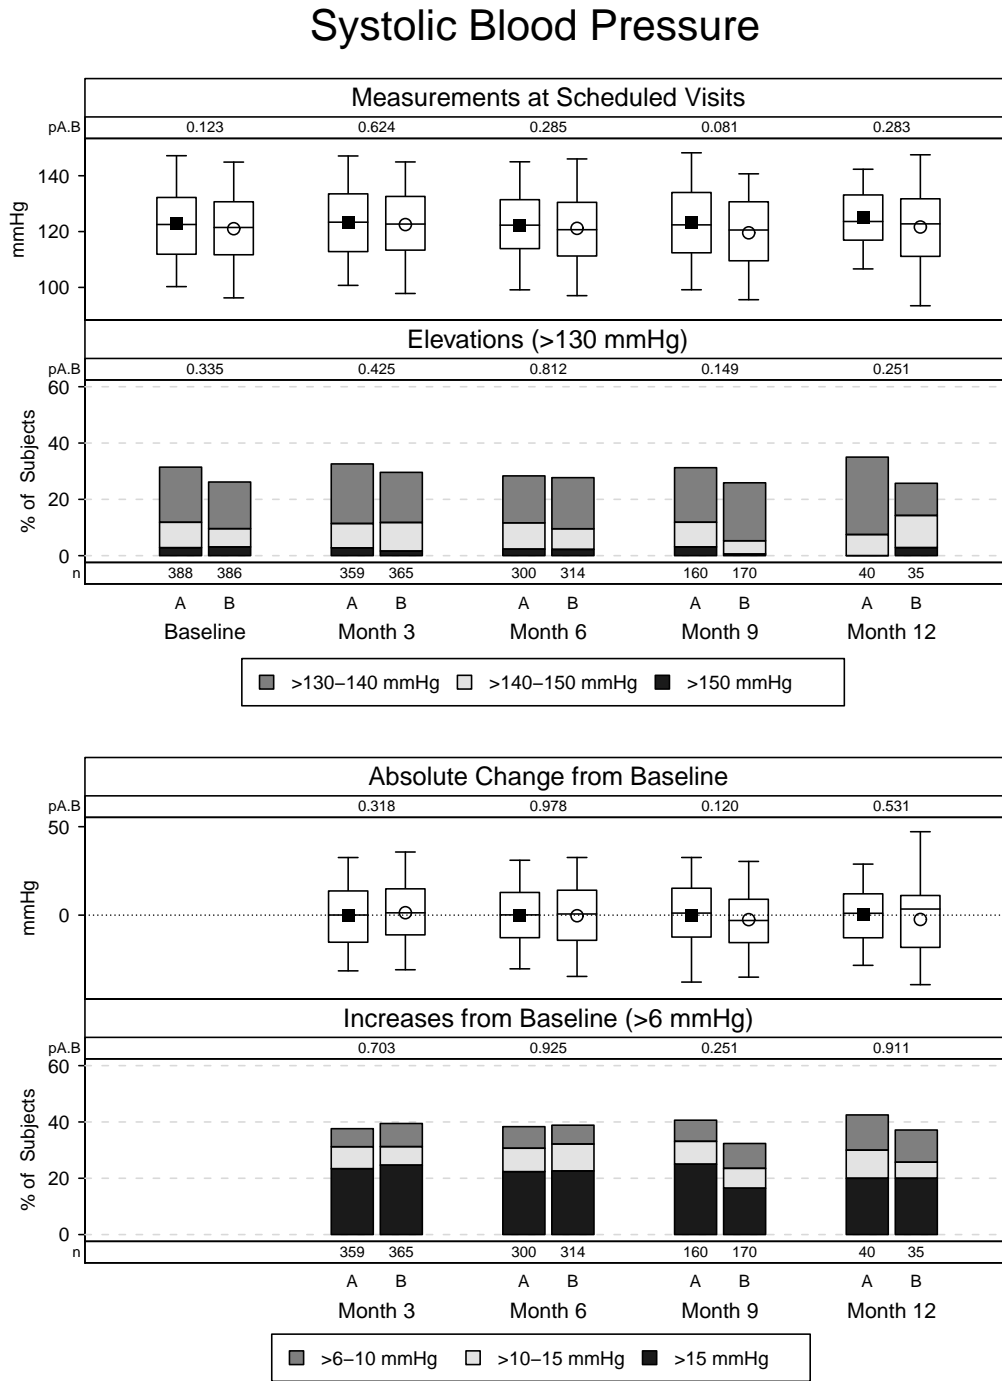 Systolic Blood Pressure
Measurements at Scheduled Visits
pA.B 0.123 0.624 0.285 0.081 0.283
140
120
100
mmHg
Elevations (>130 mmHg)
pA.B 0.335 0.425 0.812 0.149 0.251
60
40
20
0
% of Subjects
n 388 386 359 365 300 314 160 170 40 35
A B A B A B A B A B
Baseline Month 3 Month 6 Month 9 Month 12
>130–140 mmHg >140–150 mmHg >150 mmHg
Absolute Change from Baseline
pA.B 0.318 0.978 0.120 0.531
50
0
mmHg
Increases from Baseline (>6 mmHg)
pA.B 0.703 0.925 0.251 0.911
60
40
20
0
% of Subjects
n 359 365 300 314 160 170 40 35
A B A B A B A B
Month 3 Month 6 Month 9 Month 12
>6–10 mmHg >10–15 mmHg >15 mmHg